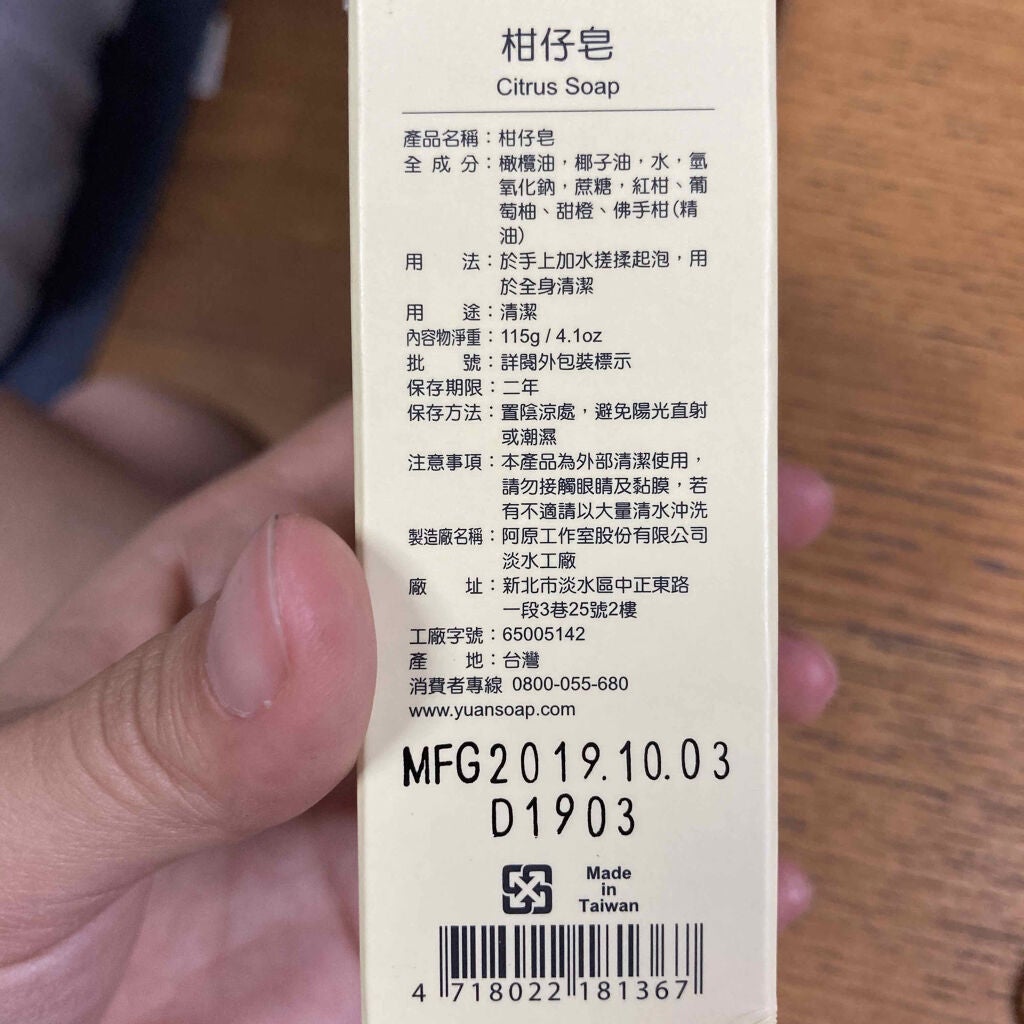 柑仔皂
Citrus Soap
產品名稱：柑仔皂
全成分：橄欖油，椰子油，水，氫
氧化鈉，蔗糖，紅柑、葡
萄柚、甜橙、佛手柑(精
油)
用法：於手上加水搓揉起泡，用
於全身清潔
用途：清潔
內容物淨重：115g / 4.1oz
批號：詳閱外包裝標示
保存期限：二年
保存方法：置陰涼處，避免陽光直射
或潮濕
注意事項：本產品為外部清潔使用，
請勿接觸眼睛及黏膜，若
有不適請以大量清水沖洗
製造廠名稱：阿原工作室股份有限公司
淡水工廠
廠址：新北市淡水區中正東路
一段3巷25號2樓
工廠字號：65005142
產地：台灣
消費者專線 0800-055-680
www.yuansoap.com
MFG2019.10.03
D1903
Made
in
Taiwan
4 718022 181367